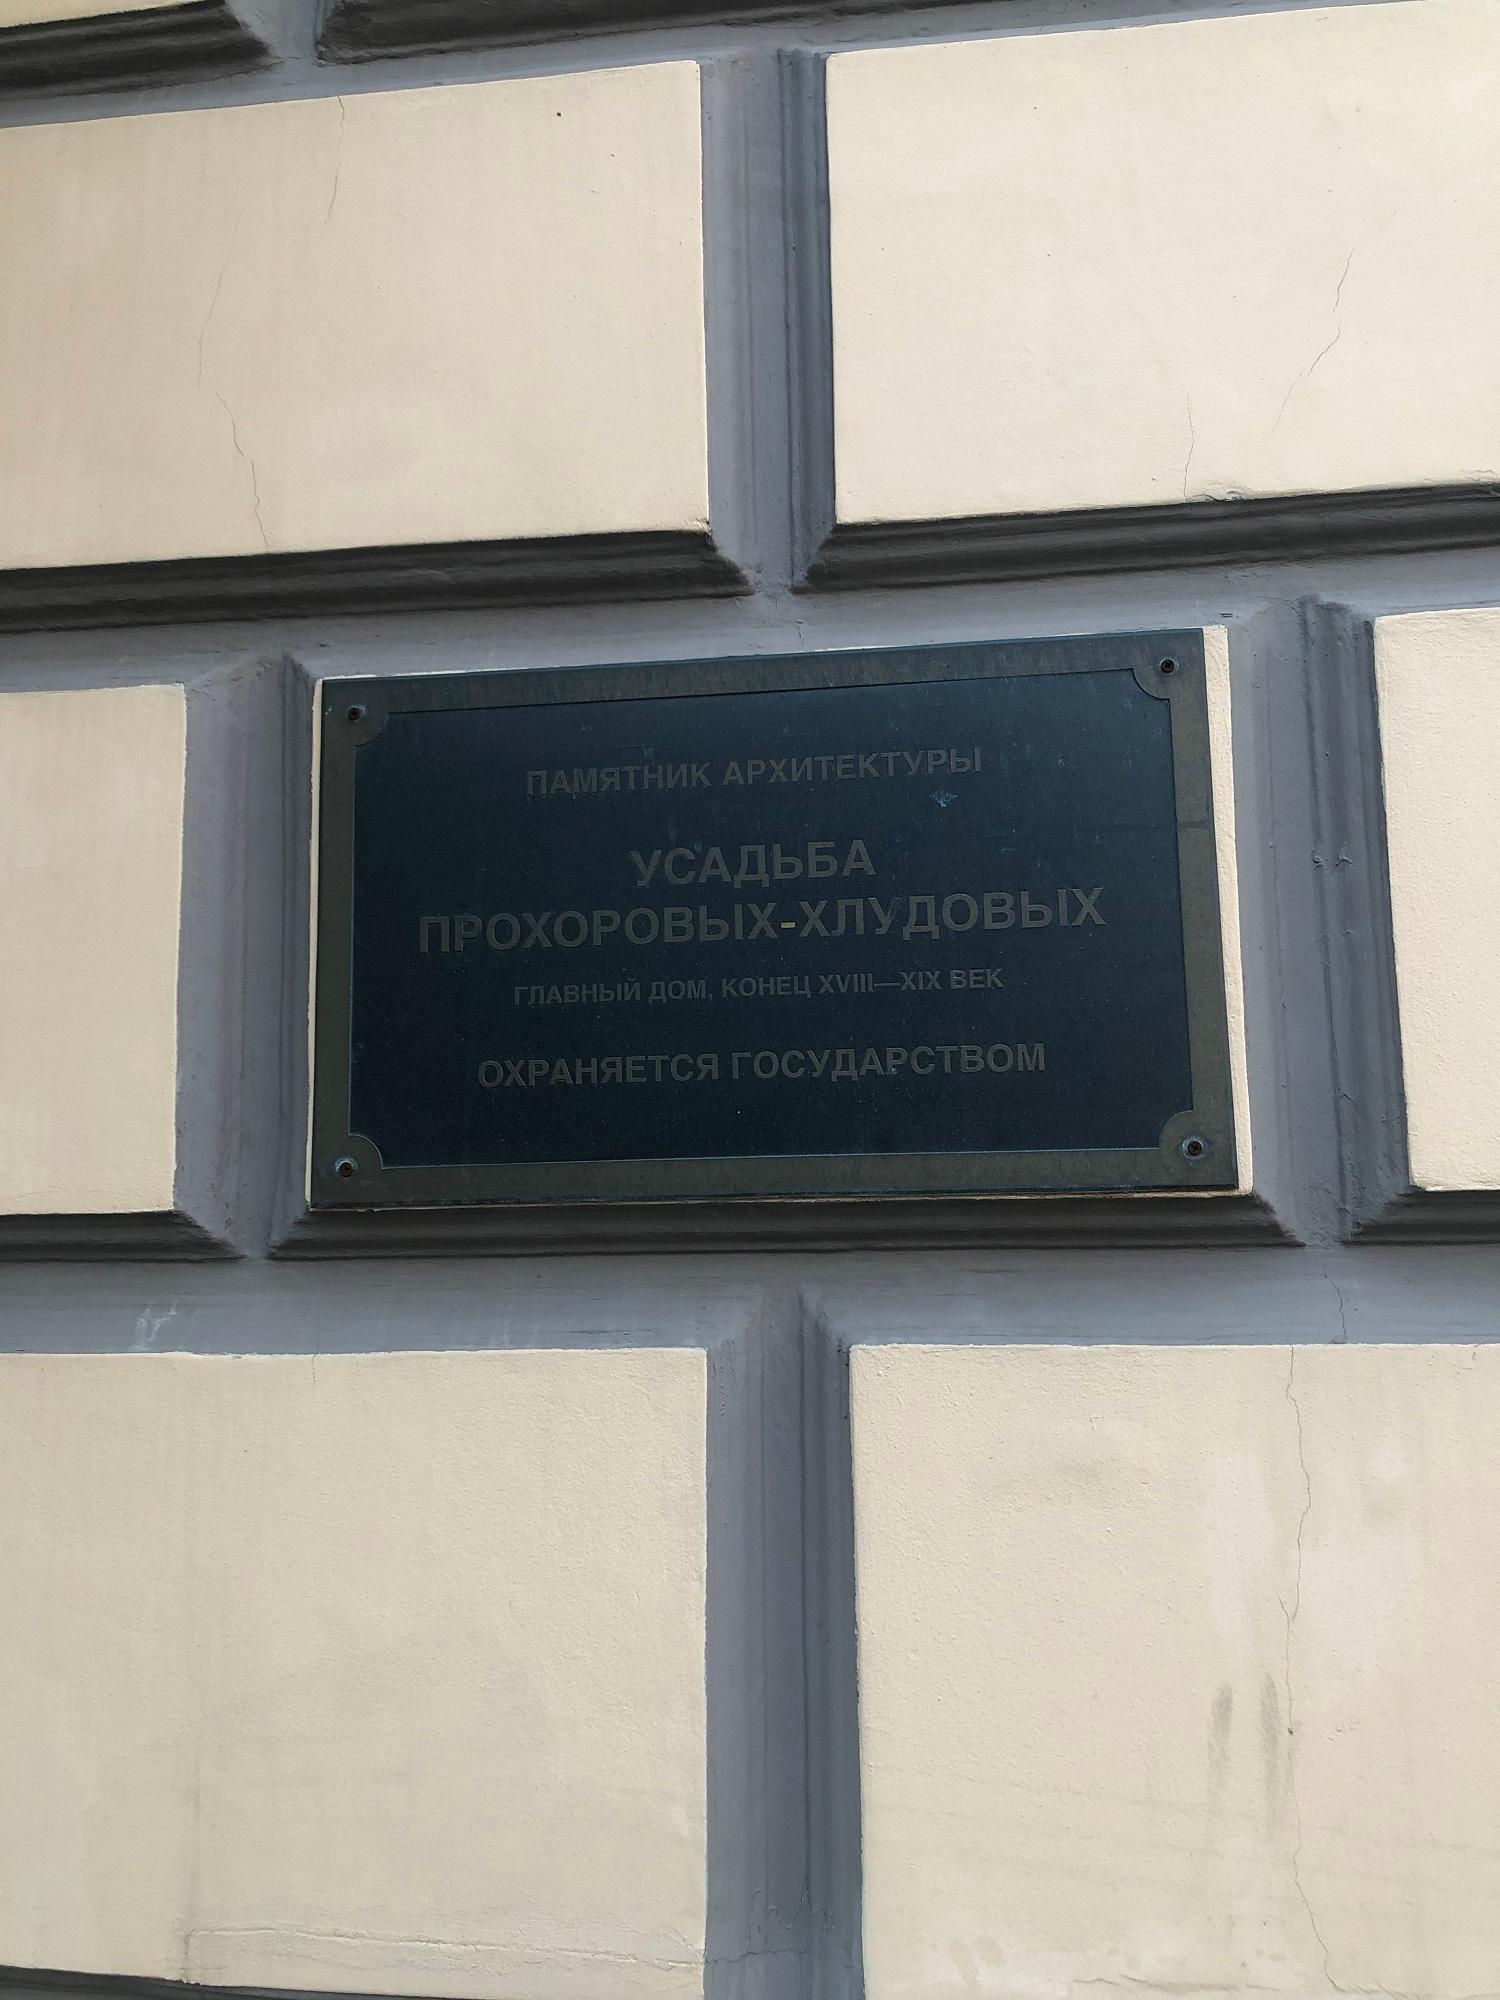 ПАМЯТНИК АРХИТЕКТУРЫ
УСАДЬБА
ПРОХОРОВЫХ-ХЛУДОВЫХ
ГЛАВНЫЙ ДОМ, КОНЕЦ XVIII—XIX ВЕК
ОХРАНЯЕТСЯ ГОСУДАРСТВОМ